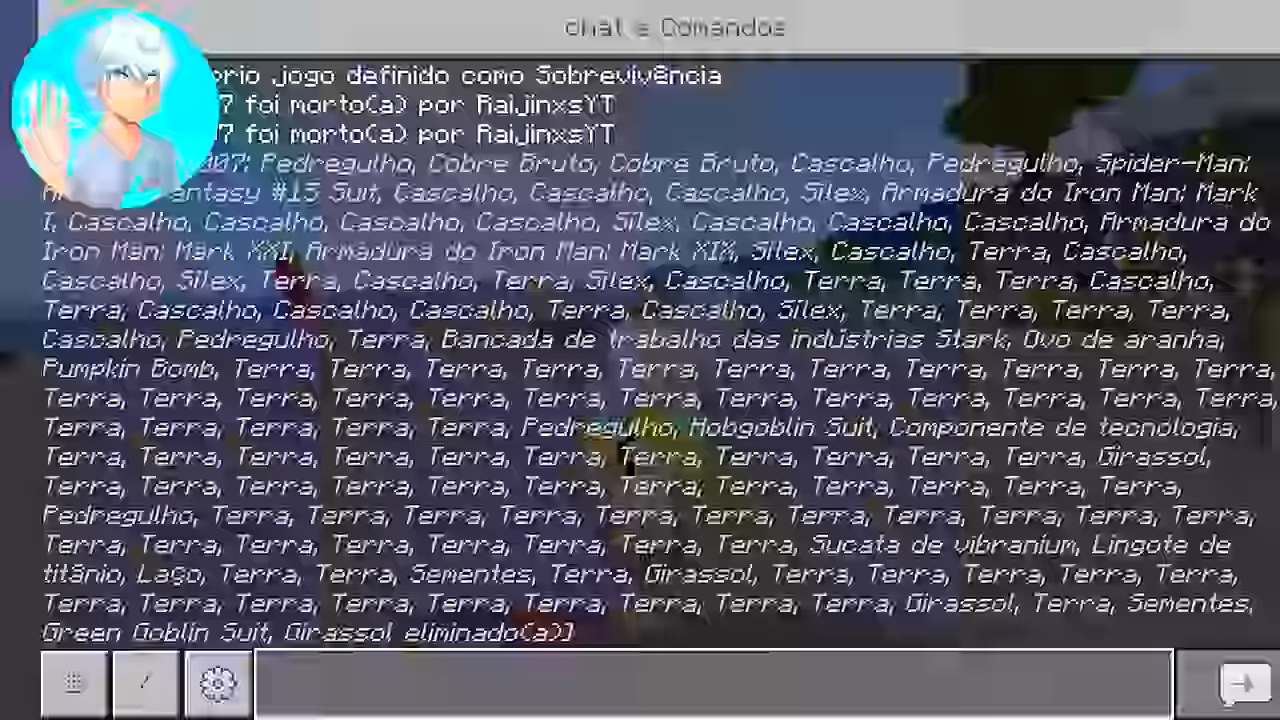 Chat e Comandos
prio jogo definido como Sobrevivência
7 foi morto(a) por RaijinxsYT
7 foi morto(a) por RaijinxsYT
007: Pedregulho, Cobre Bruto, Cobre Bruto, Cascalho, Pedregulho, Spider-Man:
antasy #15 Suit, Cascalho, Cascalho, Cascalho, Sílex, Armadura do Iron Man: Mark
I, Cascalho, Cascalho, Cascalho, Cascalho, Sílex, Cascalho, Cascalho, Cascalho, Armadura do
Iron Man: Mark XXI, Armadura do Iron Man: Mark XIX, Sílex, Cascalho, Terra, Cascalho,
Cascalho, Sílex, Terra, Cascalho, Terra, Sílex, Cascalho, Terra, Terra, Terra, Cascalho,
Terra, Cascalho, Cascalho, Cascalho, Terra, Cascalho, Sílex, Terra, Terra, Terra, Terra,
Cascalho, Pedregulho, Terra, Bancada de trabalho das indústrias Stark, Ovo de aranha,
Pumpkin Bomb, Terra, Terra, Terra, Terra, Terra, Terra, Terra, Terra, Terra, Terra, Terra,
Terra, Terra, Terra, Terra, Terra, Terra, Terra, Terra, Terra, Terra, Terra, Terra, Terra,
Terra, Terra, Terra, Terra, Terra, Pedregulho, Hobgoblin Suit, Componente de tecnologia,
Terra, Terra, Terra, Terra, Terra, Terra, Terra, Terra, Terra, Terra, Terra, Girassol,
Terra, Terra, Terra, Terra, Terra, Terra, Terra, Terra, Terra, Terra, Terra, Terra,
Pedregulho, Terra, Terra, Terra, Terra, Terra, Terra, Terra, Terra, Terra, Terra, Terra,
Terra, Terra, Terra, Terra, Terra, Terra, Terra, Terra, Sucata de vibranium, Lingote de
titânio, Lago, Terra, Terra, Sementes, Terra, Girassol, Terra, Terra, Terra, Terra, Terra,
Terra, Terra, Terra, Terra, Terra, Terra, Terra, Terra, Terra, Girassol, Terra, Sementes,
Green Goblin Suit, Girassol eliminado(a)]